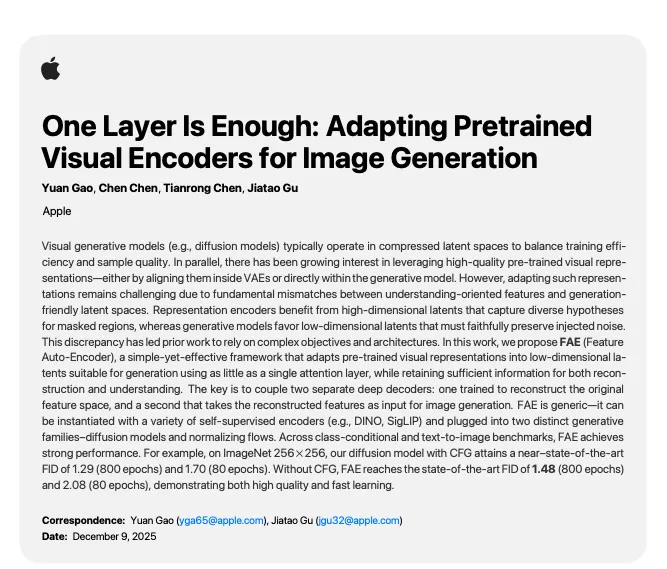 One Layer Is Enough: Adapting Pretrained
Visual Encoders for Image Generation
Yuan Gao, Chen Chen, Tianrong Chen, Jiatao Gu
Apple
Visual generative models (e.g., diffusion models) typically operate in compressed latent spaces to balance training effi-
ciency and sample quality. In parallel, there has been growing interest in leveraging high-quality pre-trained visual repre-
sentations—either by aligning them inside VAEs or directly within the generative model. However, adapting such represen-
tations remains challenging due to fundamental mismatches between understanding-oriented features and generation-
friendly latent spaces. Representation encoders benefit from high-dimensional latents that capture diverse hypotheses
for masked regions, whereas generative models favor low-dimensional latents that must faithfully preserve injected noise.
This discrepancy has led prior work to rely on complex objectives and architectures. In this work, we propose FAE (Feature
Auto-Encoder), a simple-yet-effective framework that adapts pre-trained visual representations into low-dimensional la-
tents suitable for generation using as little as a single attention layer, while retaining sufficient information for both recon-
struction and understanding. The key is to couple two separate deep decoders: one trained to reconstruct the original
feature space, and a second that takes the reconstructed features as input for image generation. FAE is generic—it can
be instantiated with a variety of self-supervised encoders (e.g., DINO, SigLIP) and plugged into two distinct generative
families–diffusion models and normalizing flows. Across class-conditional and text-to-image benchmarks, FAE achieves
strong performance. For example, on ImageNet 256×256, our diffusion model with CFG attains a near–state-of-the-art
FID of 1.29 (800 epochs) and 1.70 (80 epochs). Without CFG, FAE reaches the state-of-the-art FID of 1.48 (800 epochs)
and 2.08 (80 epochs), demonstrating both high quality and fast learning.
Correspondence: Yuan Gao (yga65@apple.com), Jiatao Gu (jgu32@apple.com)
Date: December 9, 2025